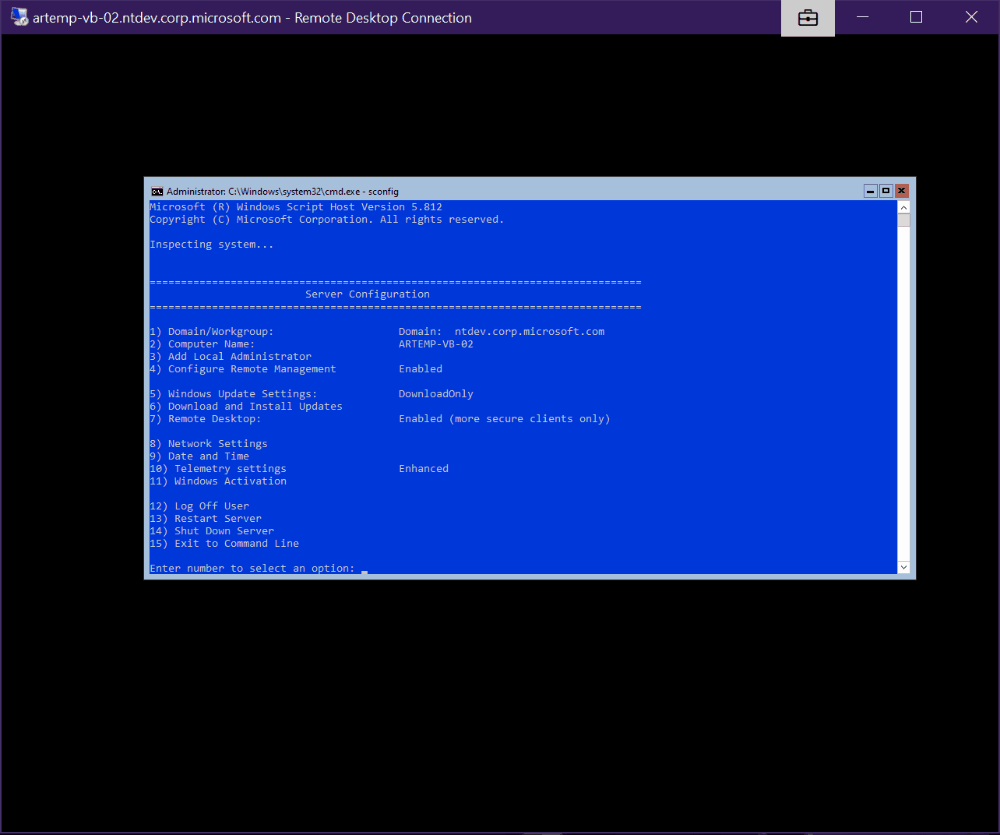 artemp-vb-02.ntdev.corp.microsoft.com - Remote Desktop Connection
Administrator: C:\Windows\system32\cmd.exe - sconfig
Microsoft (R) Windows Script Host Version 5.812
Copyright (C) Microsoft Corporation. All rights reserved.
Inspecting system...
===============================================================================
Server Configuration
===============================================================================
1) Domain/Workgroup: Domain: ntdev.corp.microsoft.com
2) Computer Name: ARTEMP-VB-02
3) Add Local Administrator
4) Configure Remote Management Enabled
5) Windows Update Settings: DownloadOnly
6) Download and Install Updates
7) Remote Desktop: Enabled (more secure clients only)
8) Network Settings
9) Date and Time
10) Telemetry settings Enhanced
11) Windows Activation
12) Log Off User
13) Restart Server
14) Shut Down Server
15) Exit to Command Line
Enter number to select an option: _